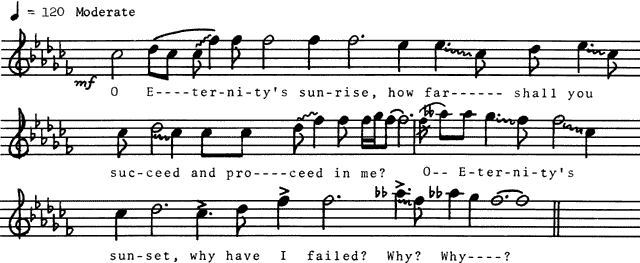 ♩ = 120 Moderate
mf
O E----ter-ni-ty's sun-rise, how far------ shall you
suc-ceed and pro----ceed in me? O-- E-ter-ni-ty's
sun-set, why have I failed? Why? Why----?